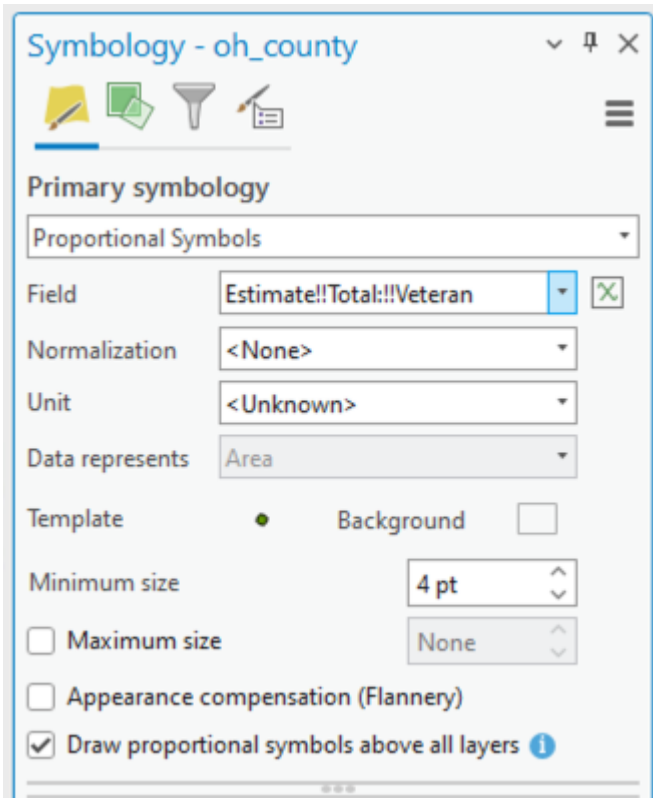 Symbology - oh_county
Primary symbology
Proportional Symbols
Field Estimate!!Total:!!Veteran
Normalization <None>
Unit <Unknown>
Data represents Area
Template Background
Minimum size 4 pt
Maximum size None
Appearance compensation (Flannery)
Draw proportional symbols above all layers